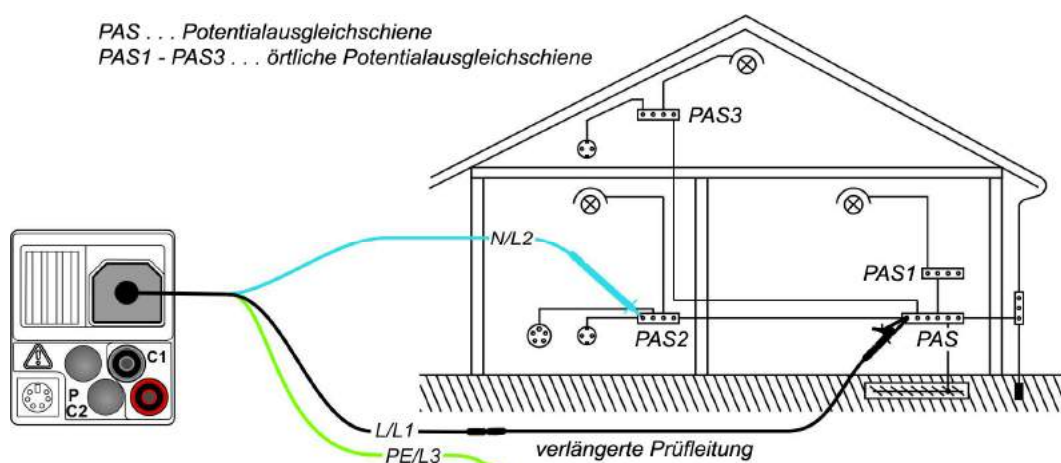 PAS . . . Potentialausgleichschiene
PAS1 - PAS3 . . . örtliche Potentialausgleichschiene
PAS3
N/L2
PAS1
PAS2
PAS
C1
P
C2
L/L1
verlängerte Prüfleitung
PE/L3